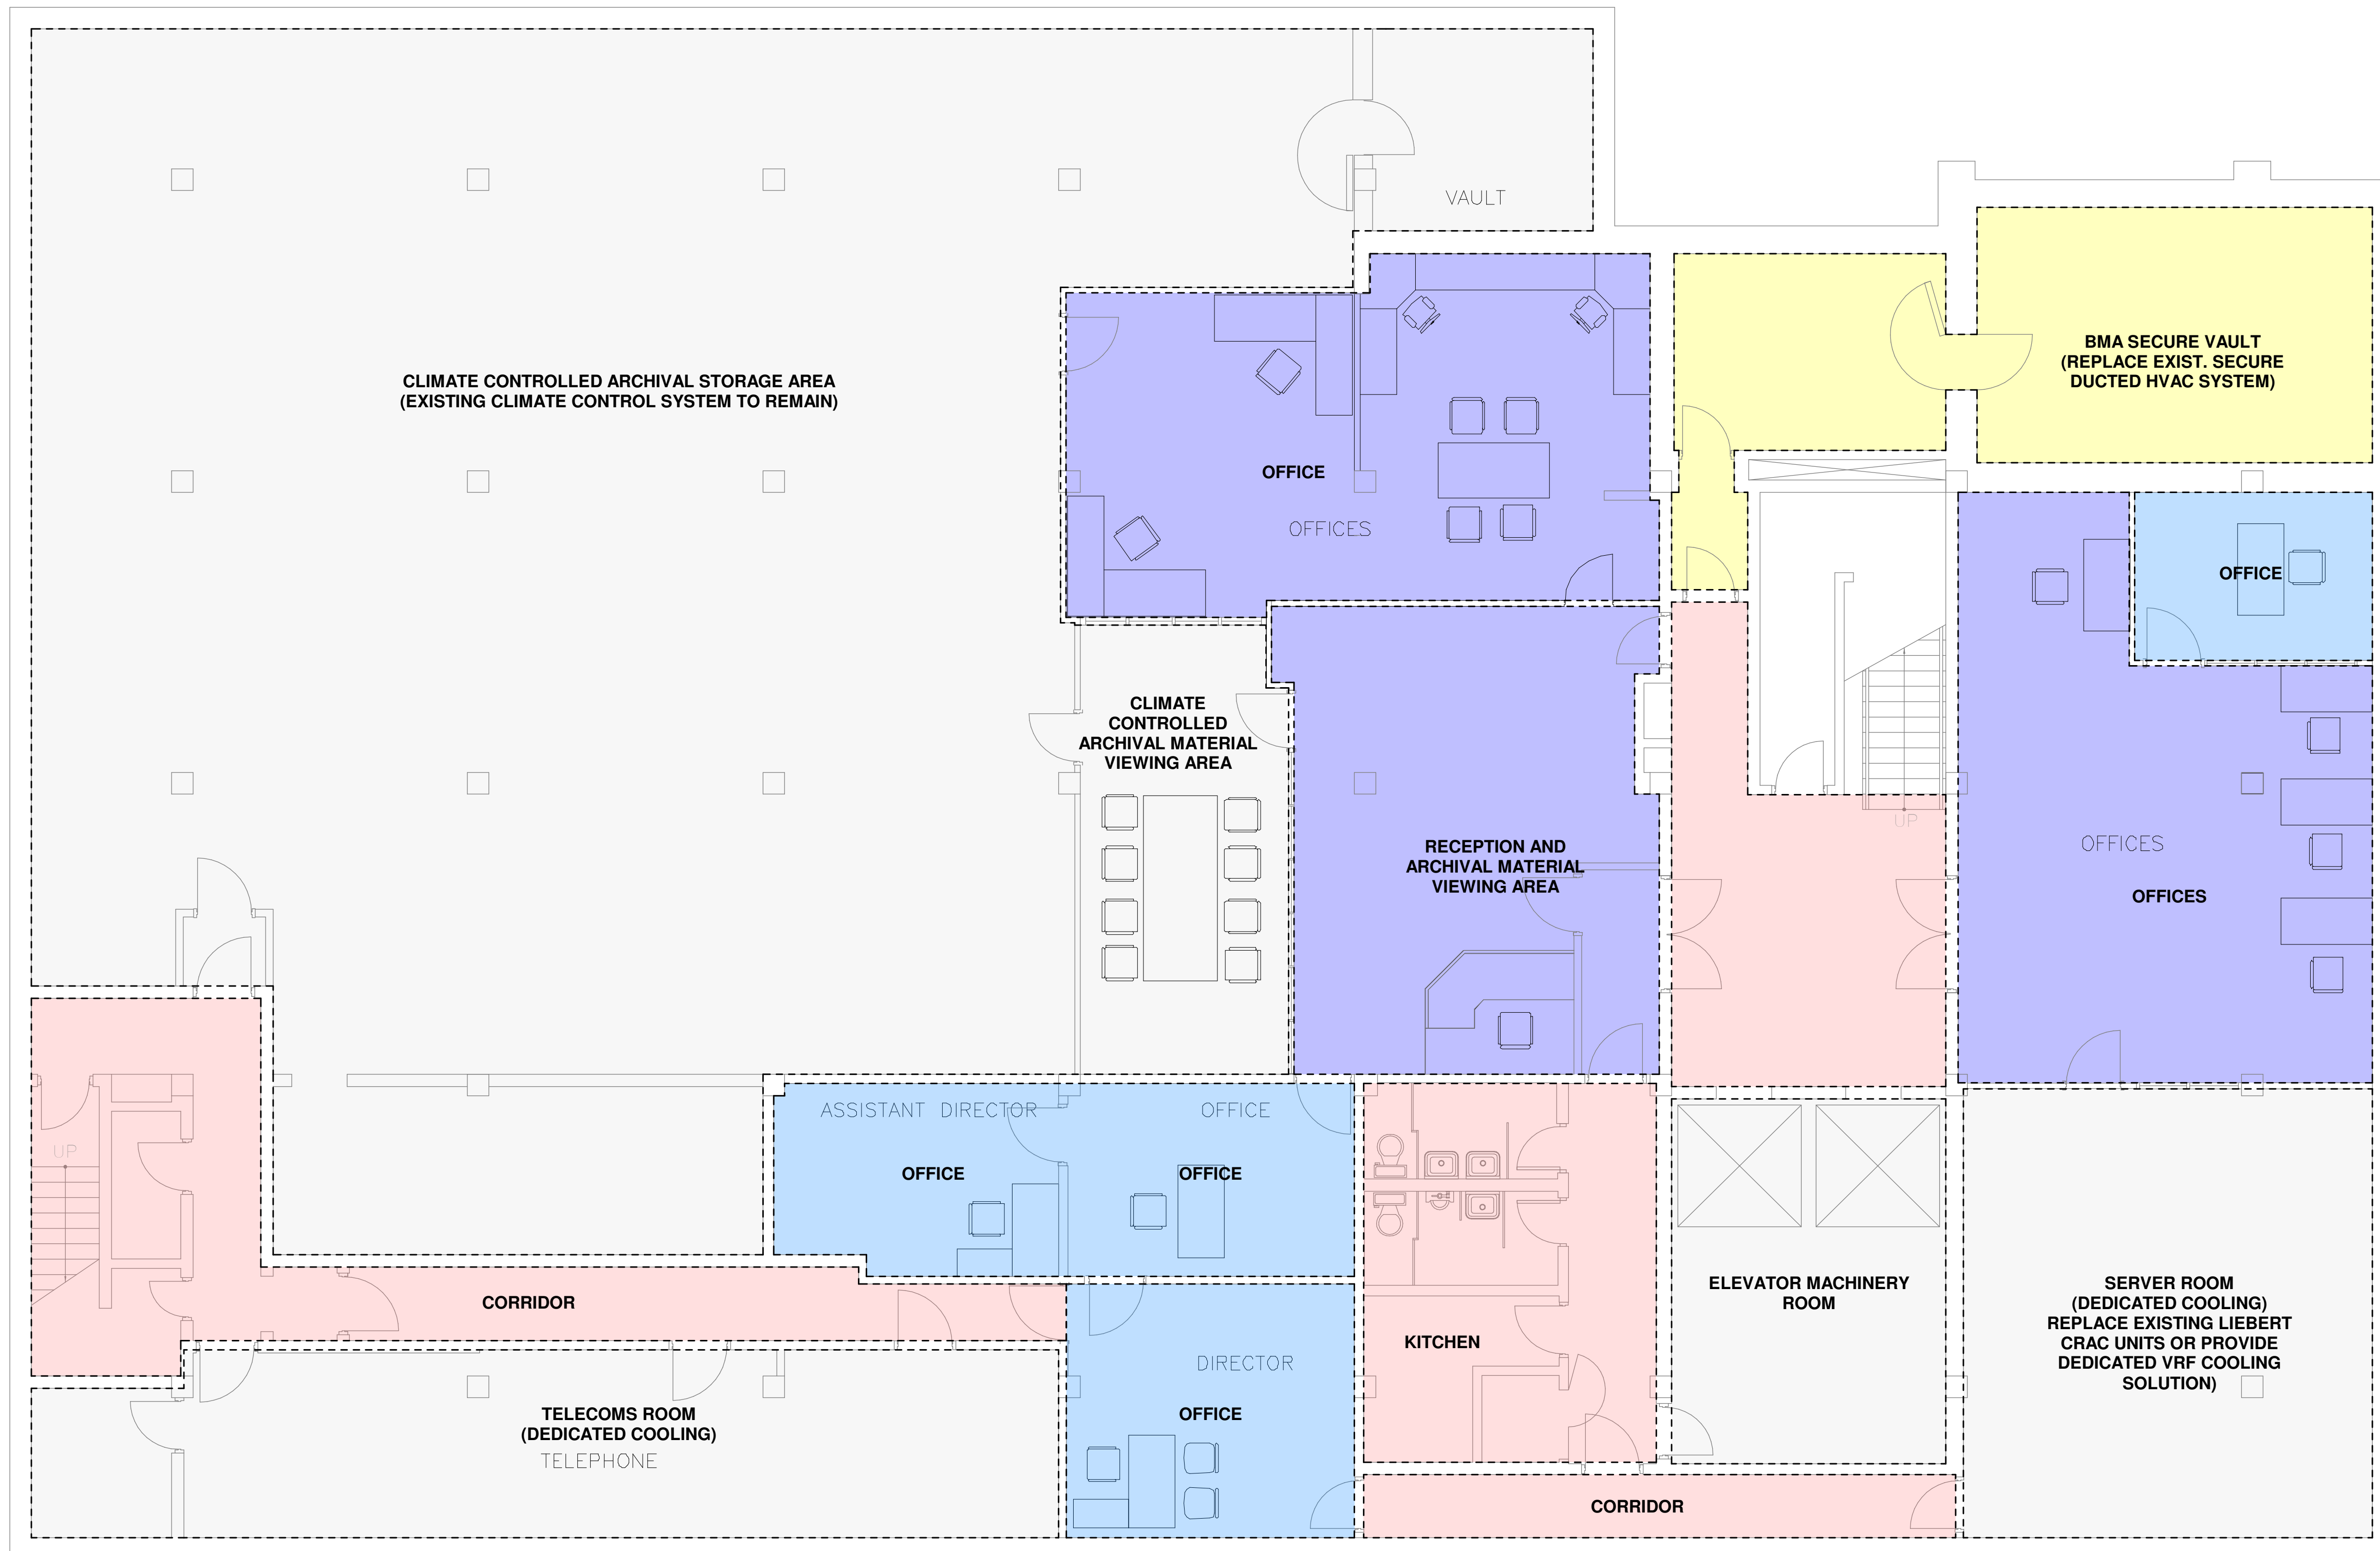 VAULT
BMA SECURE VAULT
(REPLACE EXIST. SECURE
DUCTED HVAC SYSTEM)
CLIMATE CONTROLLED ARCHIVAL STORAGE AREA
(EXISTING CLIMATE CONTROL SYSTEM TO REMAIN)
OFFICE
OFFICES
OFFICE
CLIMATE
CONTROLLED
ARCHIVAL MATERIAL
VIEWING AREA
UP
RECEPTION AND
ARCHIVAL MATERIAL
VIEWING AREA
OFFICES
OFFICES
ASSISTANT DIRECTOR
OFFICE
UP
OFFICE
OFFICE
CORRIDOR
ELEVATOR MACHINERY
ROOM
SERVER ROOM
(DEDICATED COOLING)
REPLACE EXISTING LIEBERT
CRAC UNITS OR PROVIDE
DEDICATED VRF COOLING
SOLUTION)
KITCHEN
DIRECTOR
OFFICE
TELECOMS ROOM
(DEDICATED COOLING)
TELEPHONE
CORRIDOR